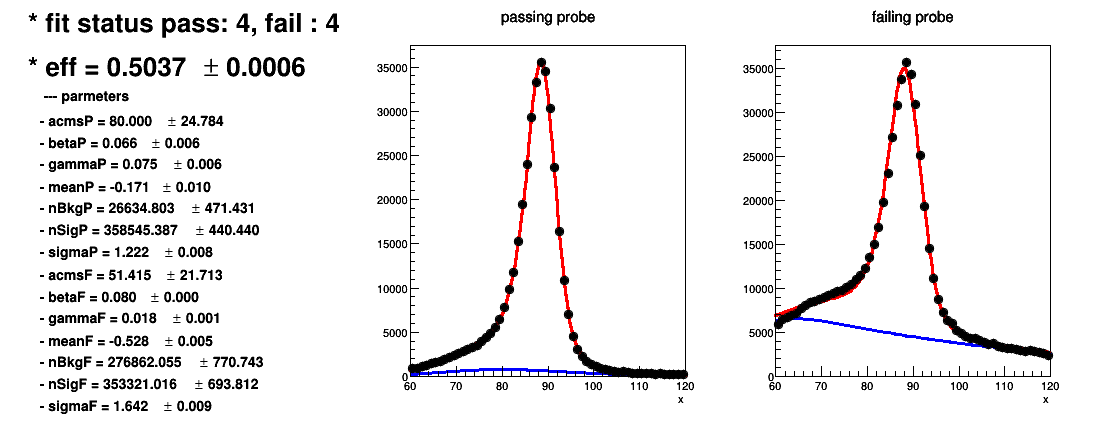 * fit status pass: 4, fail : 4
* eff = 0.5037 ± 0.0006
--- parmeters
- acmsP = 80.000 ± 24.784
- betaP = 0.066 ± 0.006
- gammaP = 0.075 ± 0.006
- meanP = -0.171 ± 0.010
- nBkgP = 26634.803 ± 471.431
- nSigP = 358545.387 ± 440.440
- sigmaP = 1.222 ± 0.008
- acmsF = 51.415 ± 21.713
- betaF = 0.080 ± 0.000
- gammaF = 0.018 ± 0.001
- meanF = -0.528 ± 0.005
- nBkgF = 276862.055 ± 770.743
- nSigF = 353321.016 ± 693.812
- sigmaF = 1.642 ± 0.009
passing probe
35000
30000
25000
20000
15000
10000
5000
0
60 70 80 90 100 110 120
x
failing probe
35000
30000
25000
20000
15000
10000
5000
0
60 70 80 90 100 110 120
x